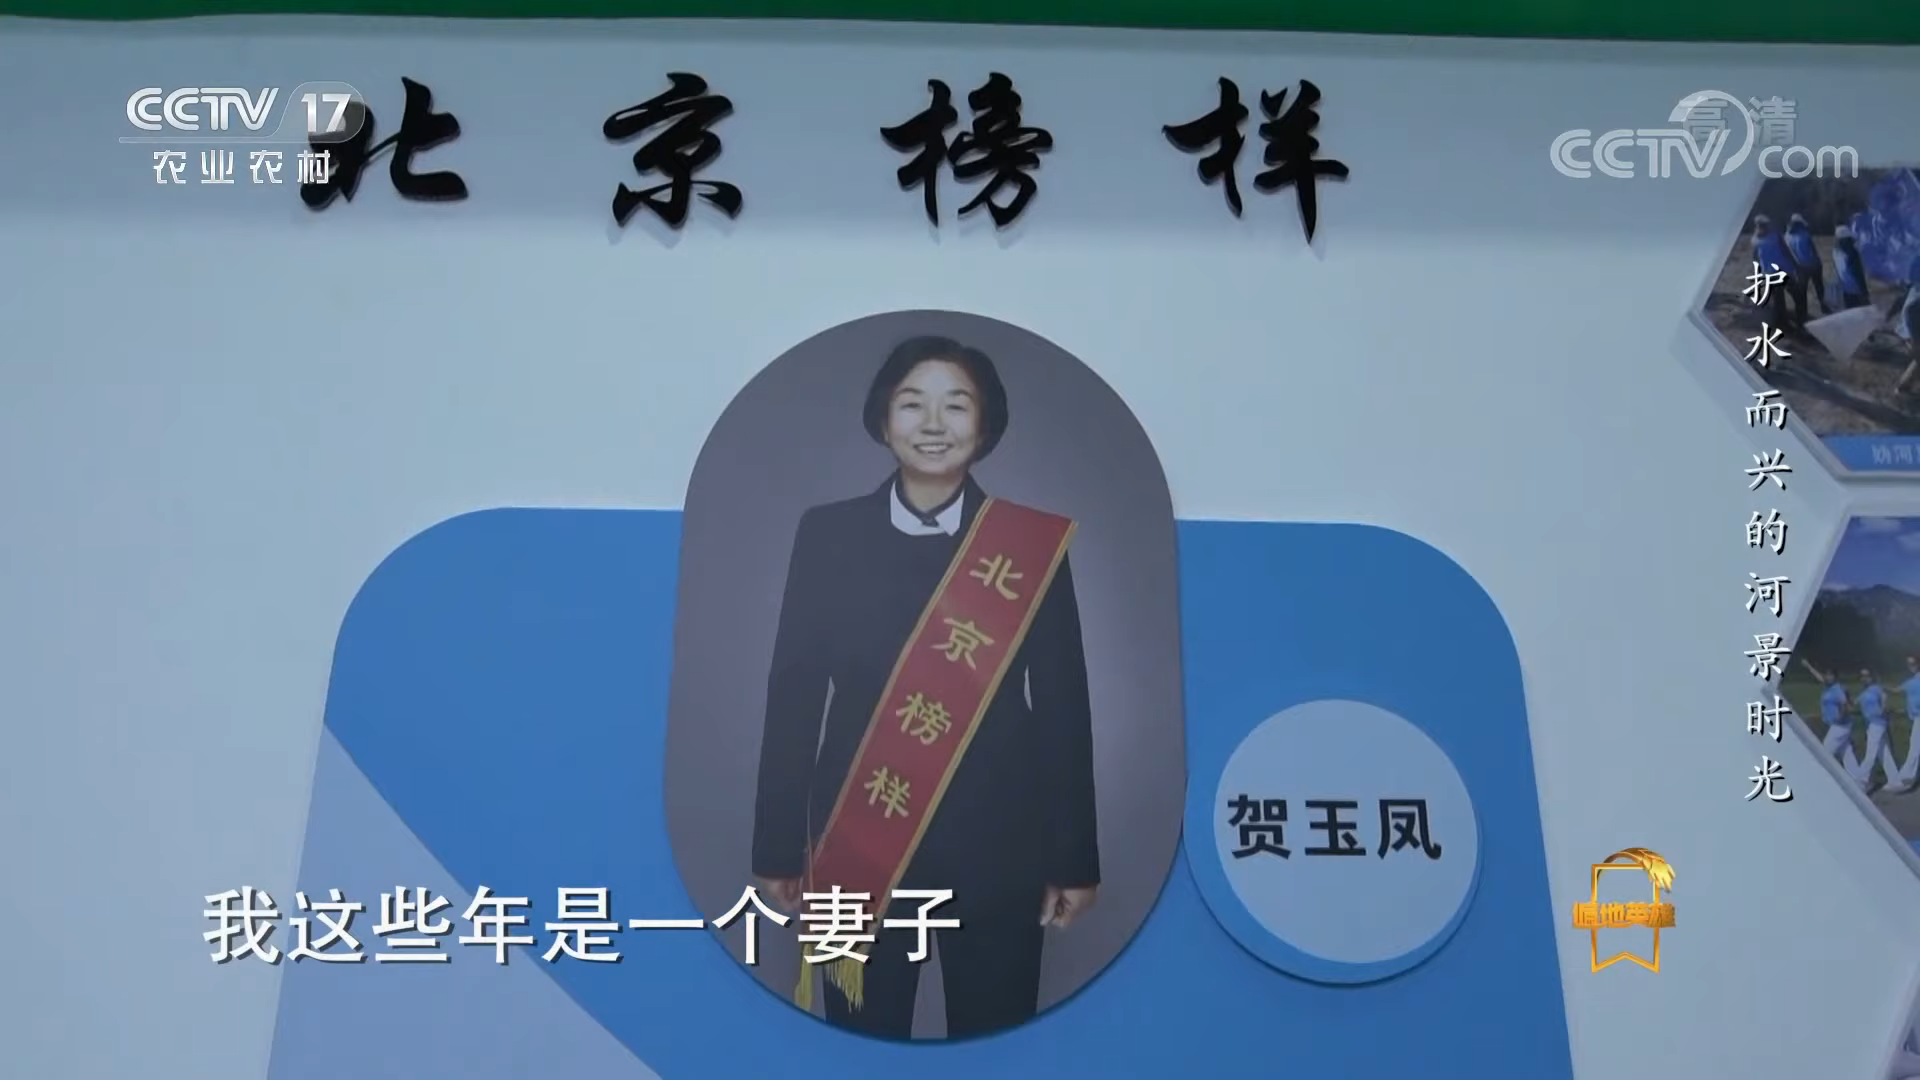 CCTV 17
农业农村
北京榜样
高清
CCTV.com
护水而兴的河景时光
北京榜样
贺玉凤
我这些年是一个妻子